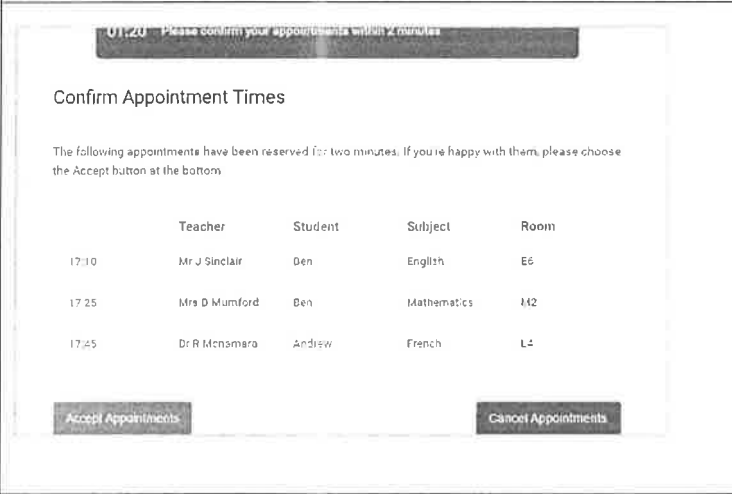 01:20 Please confirm your appointments within 2 minutes
Confirm Appointment Times
The following appointments have been reserved for two minutes. If you're happy with them, please choose
the Accept button at the bottom
Teacher Student Subject Room
17:10 Mr J Sinclair Ben English E6
17:25 Mrs D Mumford Ben Mathematics M2
17:45 Dr R Mcnamara Andrew French L4
Accept Appointments Cancel Appointments